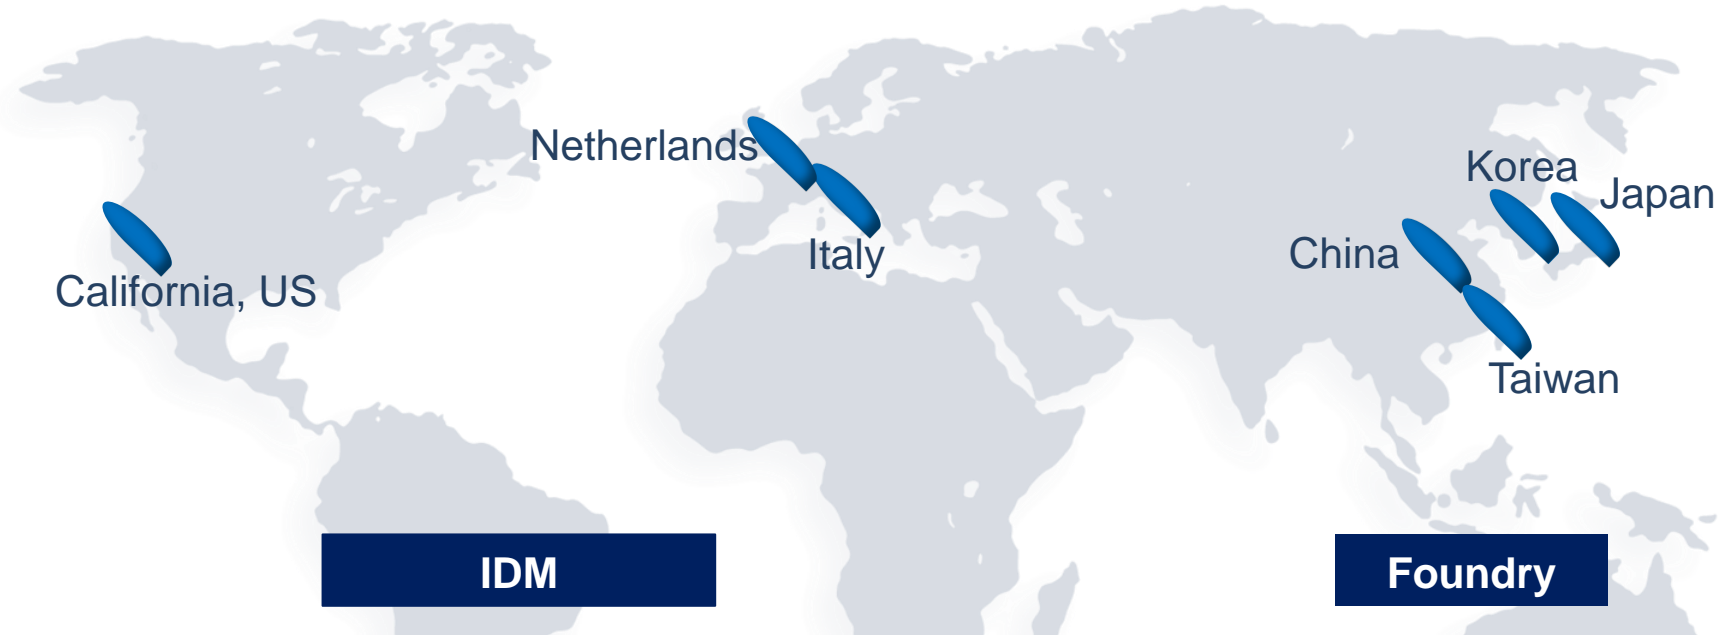 Netherlands
Korea
Japan
China
Italy
California, US
Taiwan
IDM
Foundry